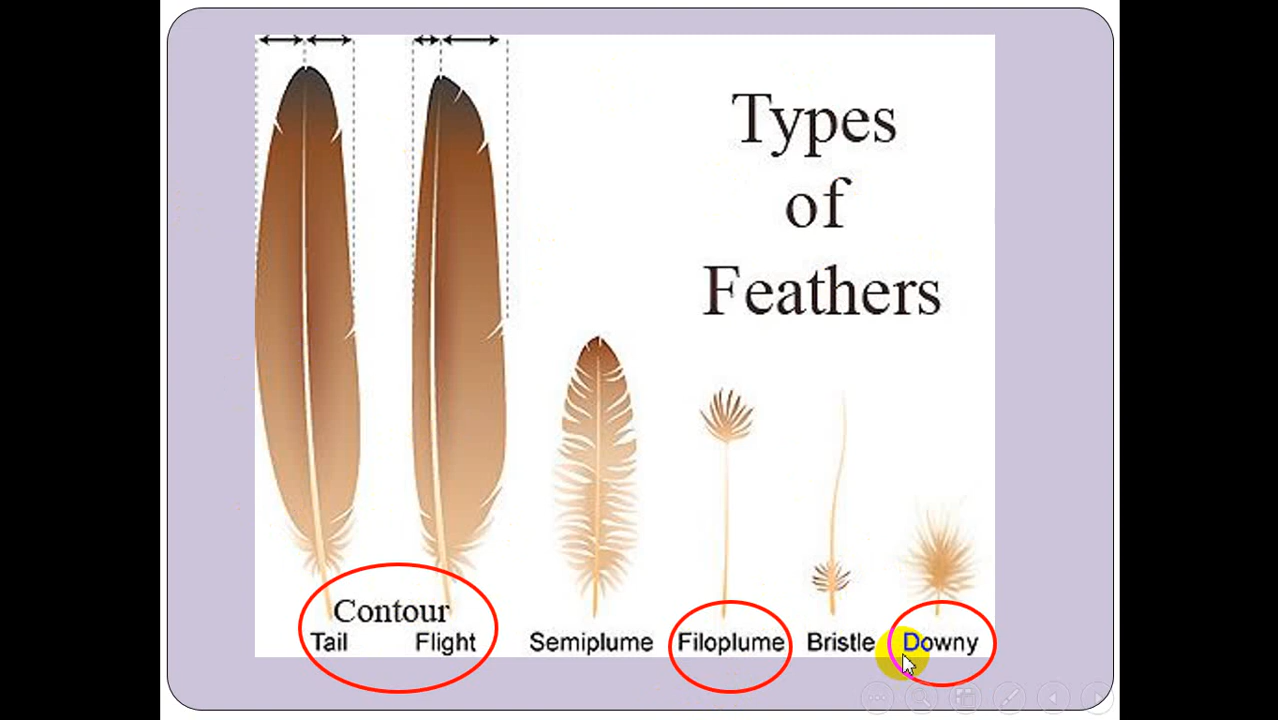 Types
of
Feathers
Contour
Tail Flight Semiplume Filoplume Bristle Downy